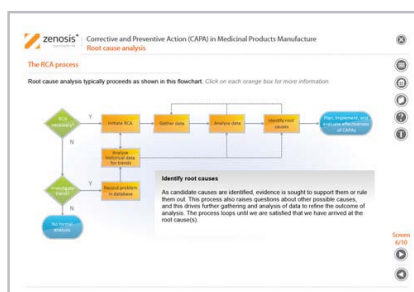 zenosis
Corrective and Preventive Action (CAPA) in Medicinal Products Manufacture
Root cause analysis
The RCA process
Root cause analysis typically proceeds as shown in this flowchart. Click on each orange box for more information.
RCA
necessary?
Y
Initiate RCA
Gather data
Analyse data
Identify root
causes
Plan, implement and
evaluate effectiveness
of CAPAs
N
Analyse
historical data
for trends
Investigate
trend?
Y
Record problem
in database
N
No formal
analysis
Identify root causes
As candidate causes are identified, evidence is sought to support them or rule
them out. This process also raises questions about other possible causes,
and this drives further gathering and analysis of data to refine the outcome of
analysis. The process loops until we are satisfied that we have arrived at the
root cause(s).
Screen
6/10